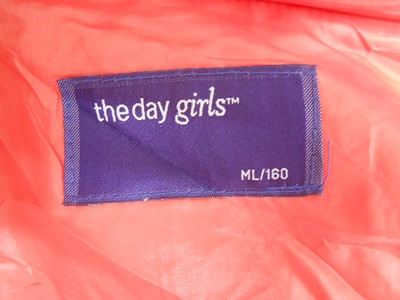 the day girls™
ML/160